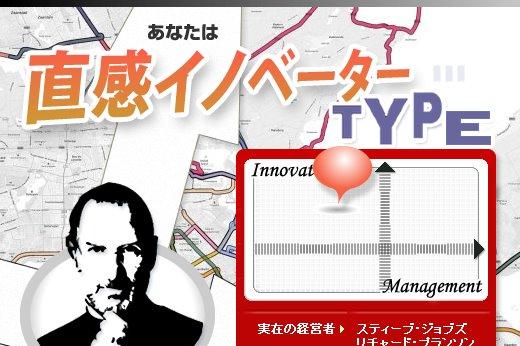 あなたは
直感イノベーター
TYPE
Innovat
Management
実在の経営者 スティーブ・ジョブズ
リチャード・ブランソン